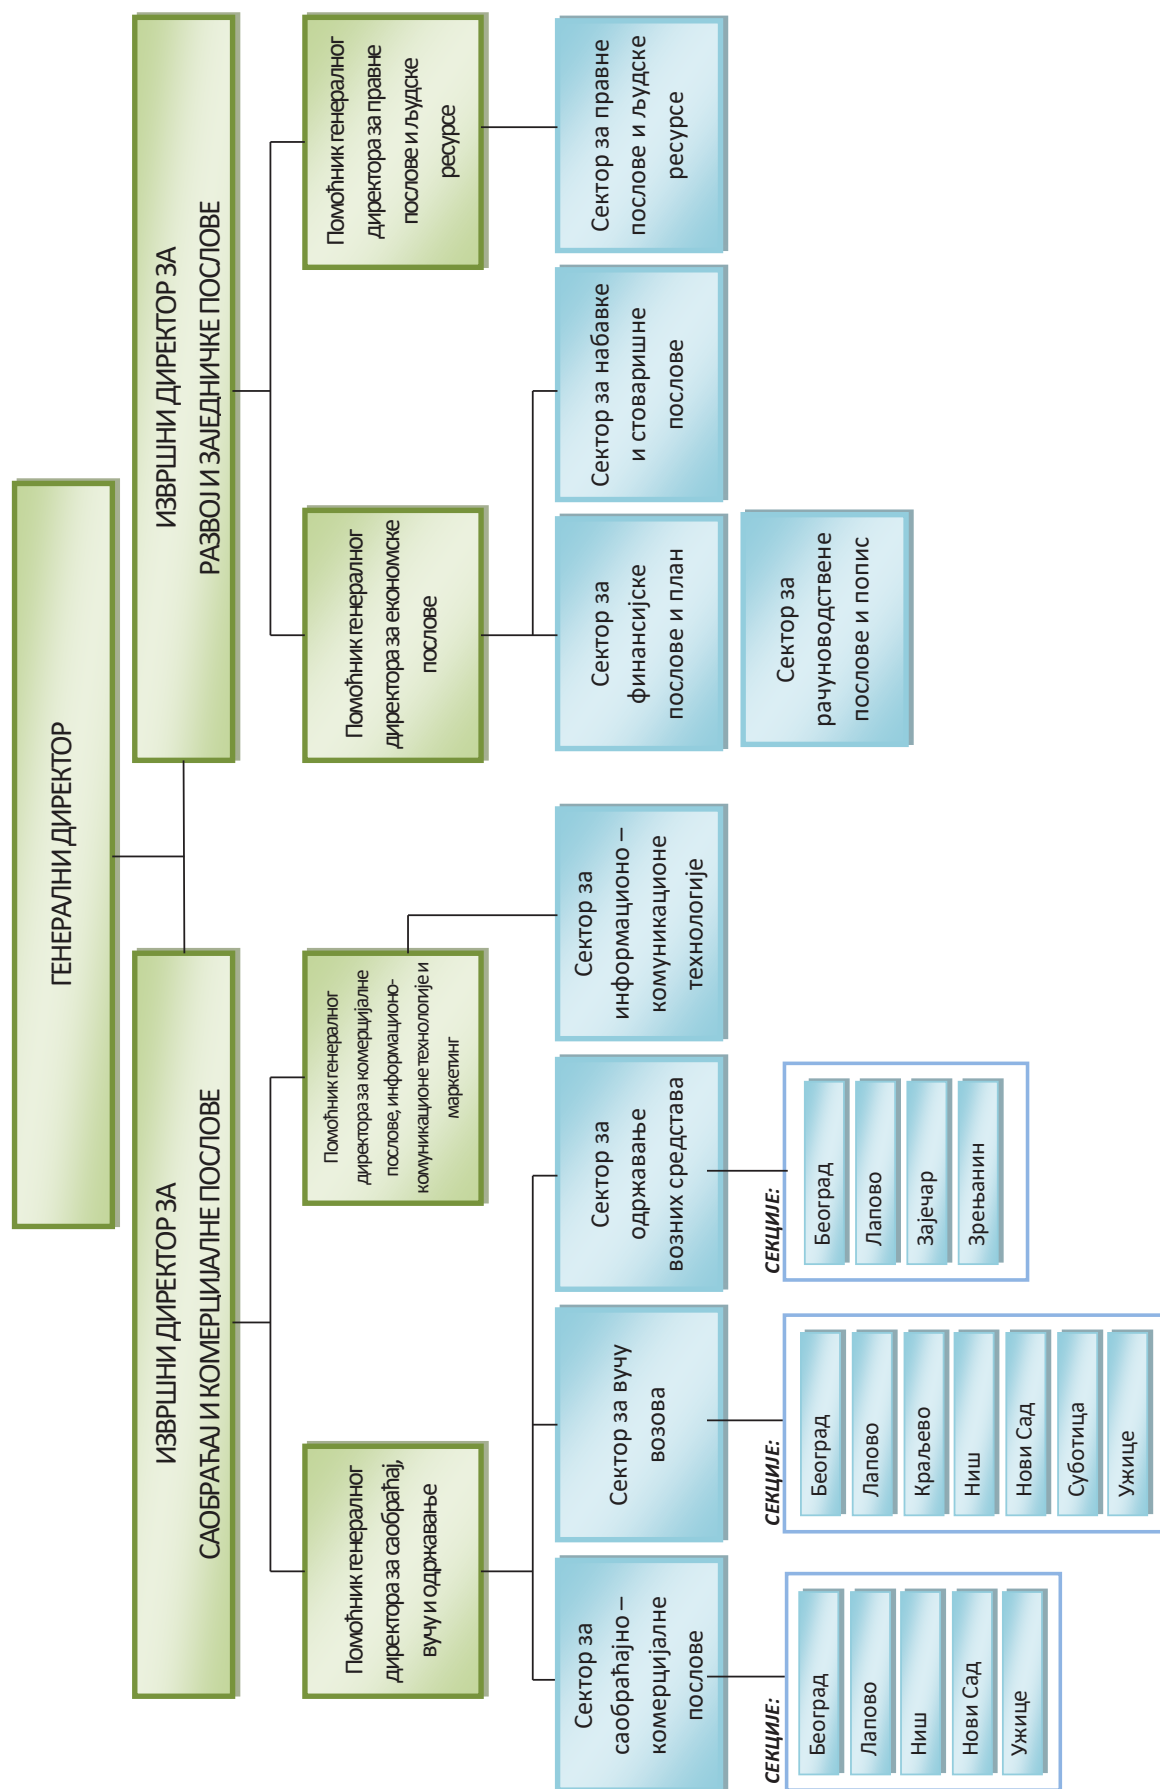 ГЕНЕРАЛНИ ДИРЕКТОР
ИЗВРШНИ ДИРЕКТОР ЗА
САОБРАЋАЈ И КОМЕРЦИЈАЛНЕ ПОСЛОВЕ
ИЗВРШНИ ДИРЕКТОР ЗА
РАЗВОЈ И ЗАЈЕДНИЧКЕ ПОСЛОВЕ
Помоћник генералног
директора за саобраћај,
вучу и одржавање
Помоћник генералног
директора за комерцијалне
послове, информационо-
комуникационе технологије и
маркетинг
Помоћник генералног
директора за економске
послове
Помоћник генералног
директора за правне
послове и људске
ресурсе
Сектор за
саобраћајно –
комерцијалне
послове
Сектор за вучу
возова
Сектор за
одржавање
возних средстава
Сектор за
информационо –
комуникационе
технологије
Сектор за
финансијске
послове и план
Сектор за набавке
и стоваришне
послове
Сектор за правне
послове и људске
ресурсе
Сектор за
рачуноводствене
послове и попис
СЕКЦИЈЕ:
Београд
Лапово
Ниш
Нови Сад
Ужице
СЕКЦИЈЕ:
Београд
Лапово
Краљево
Ниш
Нови Сад
Суботица
Ужице
СЕКЦИЈЕ:
Београд
Лапово
Зајечар
Зрењанин